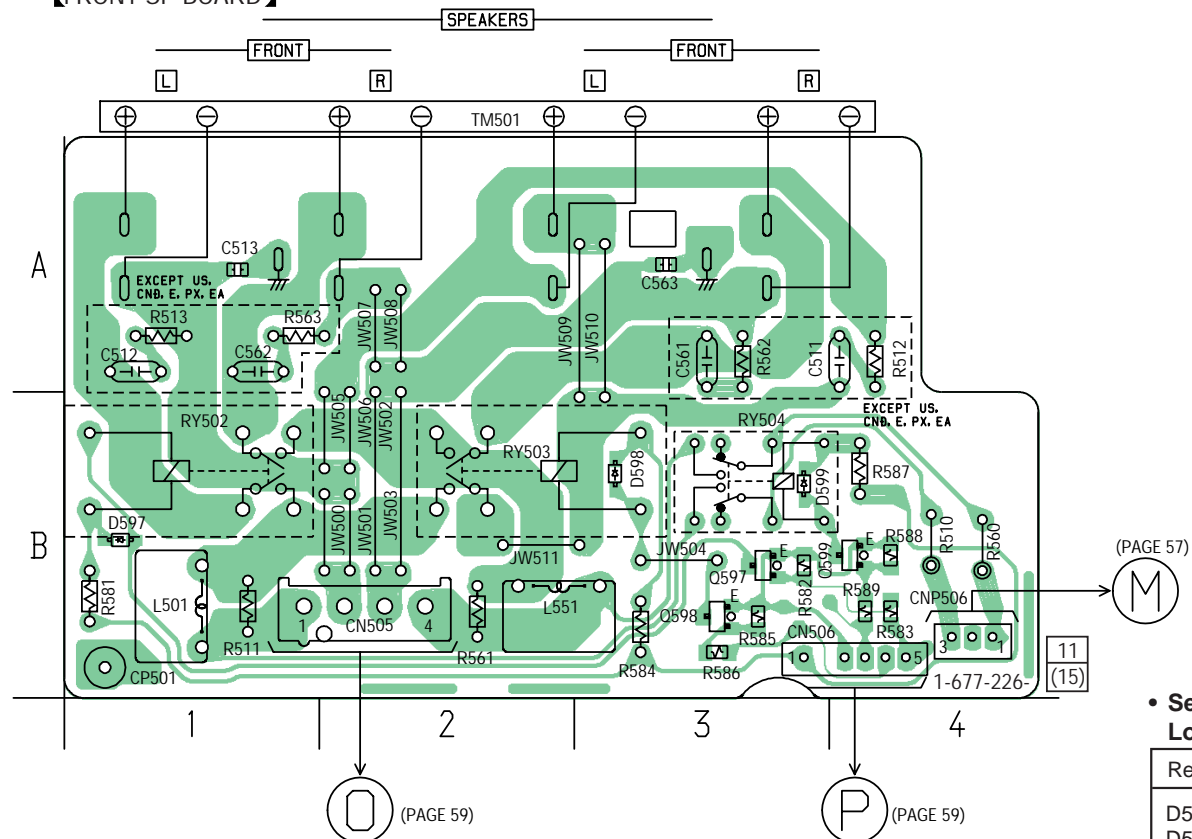 【FRONT SP BOARD】
SPEAKERS
FRONT FRONT
L R L R
TM501
A
C513
C563
EXCEPT US,
CND, E, PX, EA
R513 R563
JW507 JW508
JW509 JW510
C512 C562
C561 R562 C511 R512
EXCEPT US,
CND, E, PX, EA
RY502
JW505 JW506 JW502
RY503
RY504
D598
D599
R587
B
D597
JW500 JW501 JW503
JW511
JW504
R510 R560
Q597 E
Q599 E
R588
R581
L501
R511
1 CN505 4
R561
L551
R584
Q598 E
R585
R582
R586
R589
R583
CN506
1 5
CNP506
3 1
CP501
1-677-226-
11
(15)
(PAGE 57)
M
1 2 3 4
O (PAGE 59)
P (PAGE 59)
• Se
Lo
Re
D5
D5